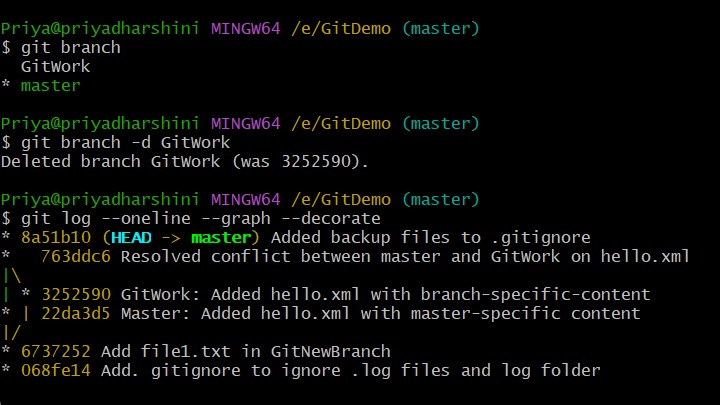 Priya@priyadharshini MINGW64 /e/GitDemo (master)
$ git branch
  GitWork
* master
Priya@priyadharshini MINGW64 /e/GitDemo (master)
$ git branch -d GitWork
Deleted branch GitWork (was 3252590).
Priya@priyadharshini MINGW64 /e/GitDemo (master)
$ git log --oneline --graph --decorate
* 8a51b10 (HEAD -> master) Added backup files to .gitignore
*   763ddc6 Resolved conflict between master and GitWork on hello.xml
|\
| * 3252590 GitWork: Added hello.xml with branch-specific-content
* | 22da3d5 Master: Added hello.xml with master-specific content
|/
* 6737252 Add file1.txt in GitNewBranch
* 068fe14 Add. gitignore to ignore .log files and log folder